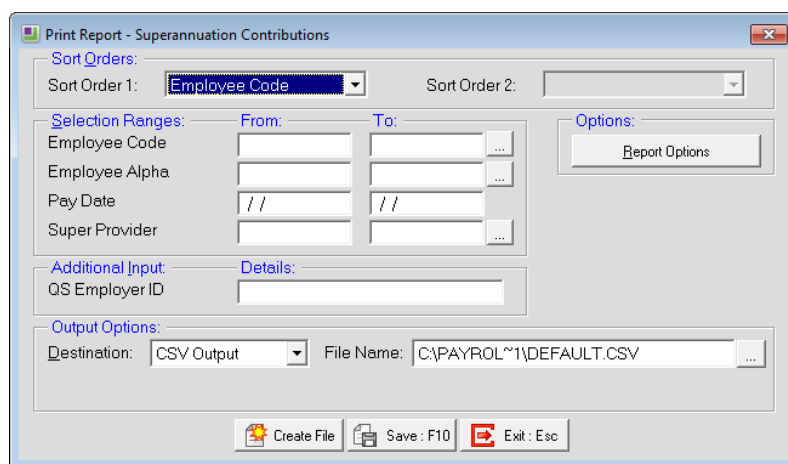 Print Report - Superannuation Contributions
Sort Orders:
Sort Order 1: Employee Code Sort Order 2:
Selection Ranges: From: To: Options:
Employee Code ... Report Options
Employee Alpha ...
Pay Date / / / /
Super Provider ...
Additional Input: Details:
QS Employer ID
Output Options:
Destination: CSV Output File Name: C:\PAYROL~1\DEFAULT.CSV ...
Create File Save : F10 Exit : Esc